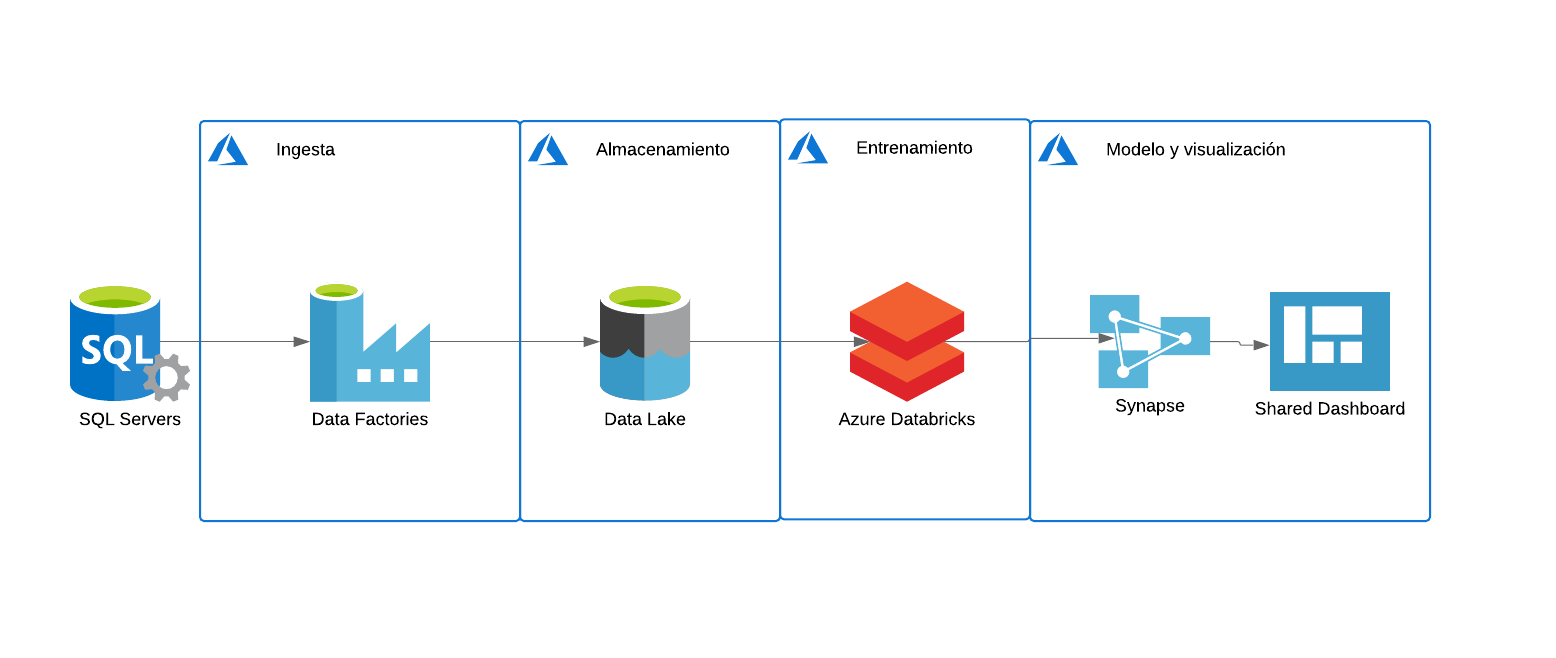 Ingesta
Almacenamiento
Entrenamiento
Modelo y visualización
SQL
SQL Servers
Data Factories
Data Lake
Azure Databricks
Synapse
Shared Dashboard